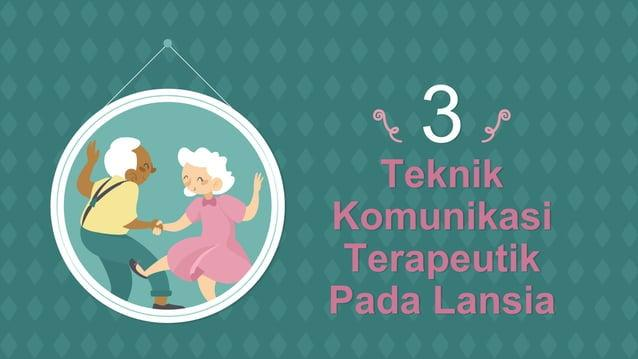 3
Teknik
Komunikasi
Terapeutik
Pada Lansia